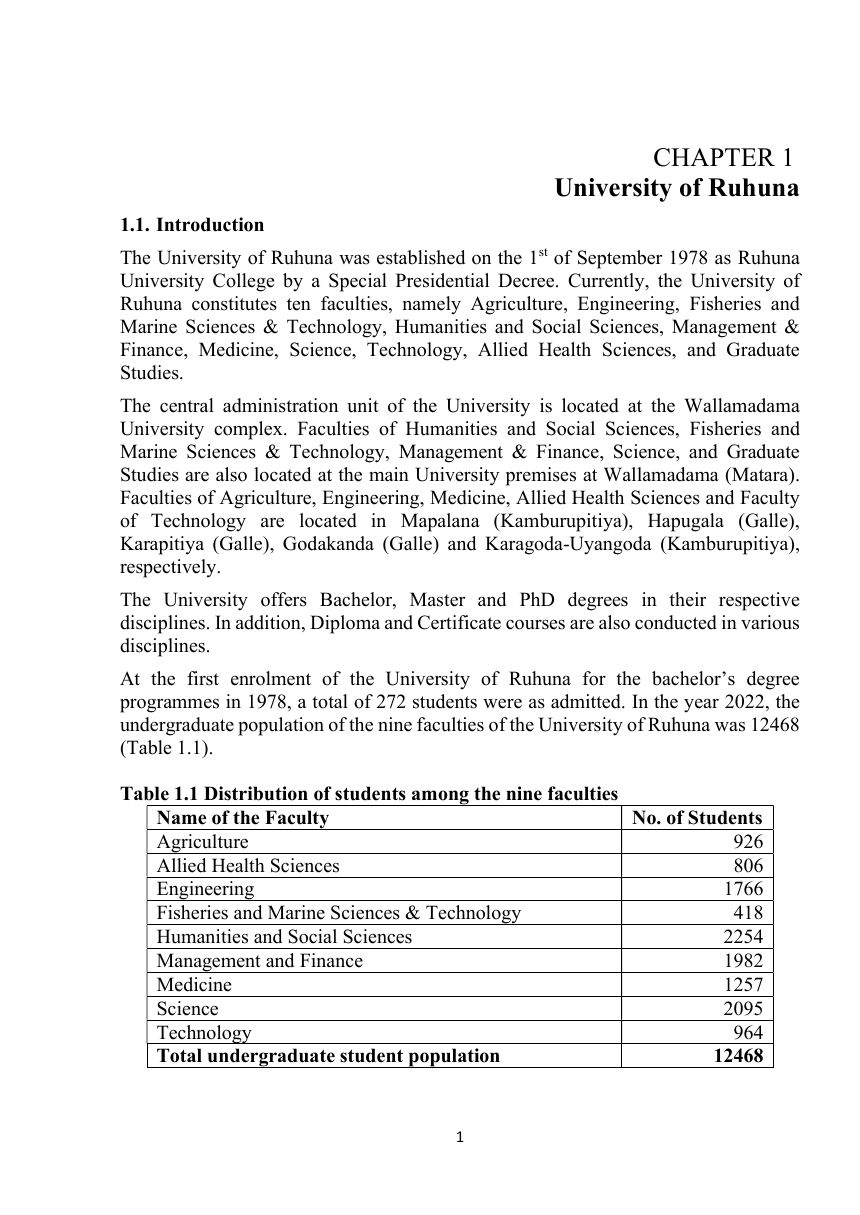 CHAPTER 1
University of Ruhuna
1.1. Introduction
The University of Ruhuna was established on the 1st of September 1978 as Ruhuna
University College by a Special Presidential Decree. Currently, the University of
Ruhuna constitutes ten faculties, namely Agriculture, Engineering, Fisheries and
Marine Sciences & Technology, Humanities and Social Sciences, Management &
Finance, Medicine, Science, Technology, Allied Health Sciences, and Graduate
Studies.
The central administration unit of the University is located at the Wallamadama
University complex. Faculties of Humanities and Social Sciences, Fisheries and
Marine Sciences & Technology, Management & Finance, Science, and Graduate
Studies are also located at the main University premises at Wallamadama (Matara).
Faculties of Agriculture, Engineering, Medicine, Allied Health Sciences and Faculty
of Technology are located in Mapalana (Kamburupitiya), Hapugala (Galle),
Karapitiya (Galle), Godakanda (Galle) and Karagoda-Uyangoda (Kamburupitiya),
respectively.
The University offers Bachelor, Master and PhD degrees in their respective
disciplines. In addition, Diploma and Certificate courses are also conducted in various
disciplines.
At the first enrolment of the University of Ruhuna for the bachelor’s degree
programmes in 1978, a total of 272 students were as admitted. In the year 2022, the
undergraduate population of the nine faculties of the University of Ruhuna was 12468
(Table 1.1).
Table 1.1 Distribution of students among the nine faculties
Name of the Faculty No. of Students
Agriculture 926
Allied Health Sciences 806
Engineering 1766
Fisheries and Marine Sciences & Technology 418
Humanities and Social Sciences 2254
Management and Finance 1982
Medicine 1257
Science 2095
Technology 964
Total undergraduate student population 12468
1